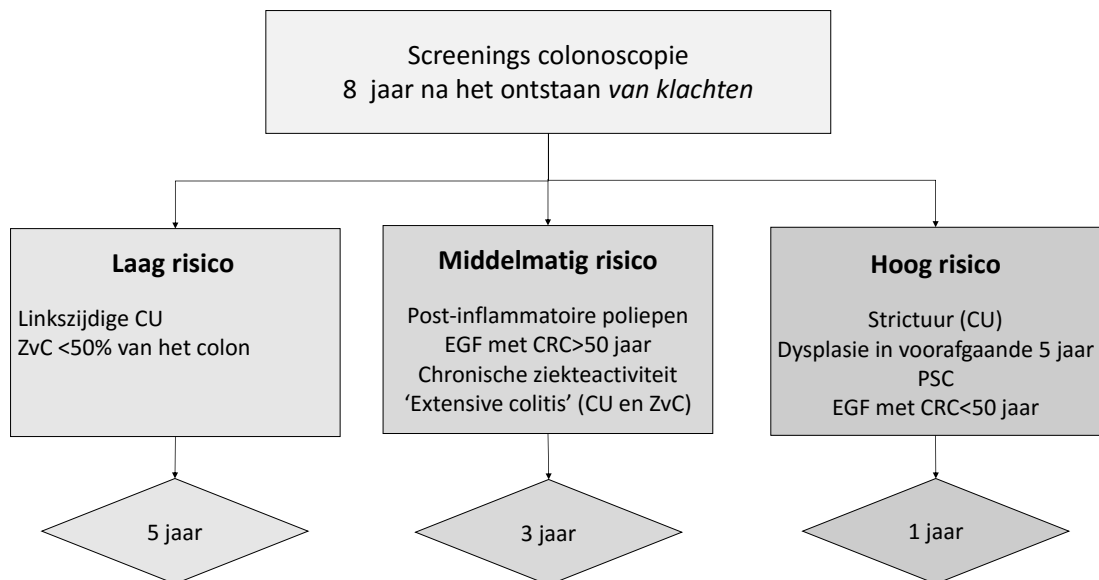 Screenings colonoscopie
8 jaar na het ontstaan van klachten
Laag risico
Linkszijdige CU
ZvC <50% van het colon
5 jaar
Middelmatig risico
Post-inflammatoire poliepen
EGF met CRC>50 jaar
Chronische ziekteactiviteit
‘Extensive colitis’ (CU en ZvC)
3 jaar
Hoog risico
Strictuur (CU)
Dysplasie in voorafgaande 5 jaar
PSC
EGF met CRC<50 jaar
1 jaar